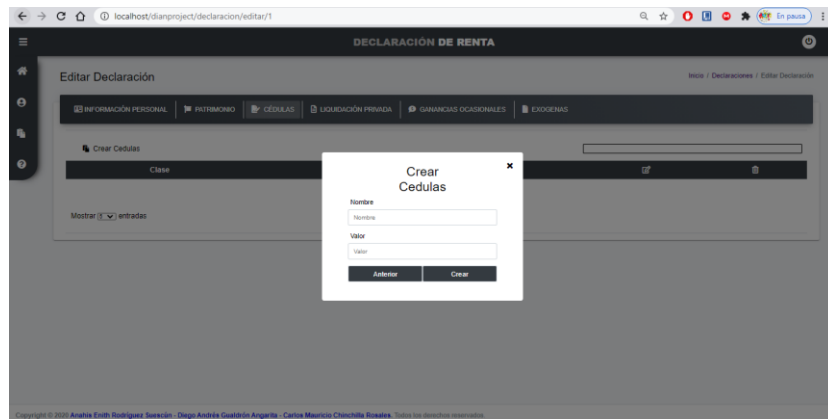 localhost/dianproject/declaracion/editar/1
En pausa
DECLARACIÓN DE RENTA
Editar Declaración
Inicio / Declaraciones / Editar Declaración
INFORMACIÓN PERSONAL PATRIMONIO CÉDULAS LIQUIDACIÓN PRIVADA GANANCIAS OCASIONALES EXOGENAS
Crear Cedulas
Clase
Crear
Cedulas
Nombre
Nombre
Valor
Valor
Anterior Crear
Mostrar entradas
Copyright © 2020 Anahis Enith Rodríguez Suescún - Diego Andrés Gualdrón Angarita - Carlos Mauricio Chinchilla Rosales. Todos los derechos reservados.